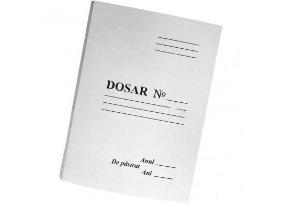 DOSAR №
Anul
De păstrat
Ani